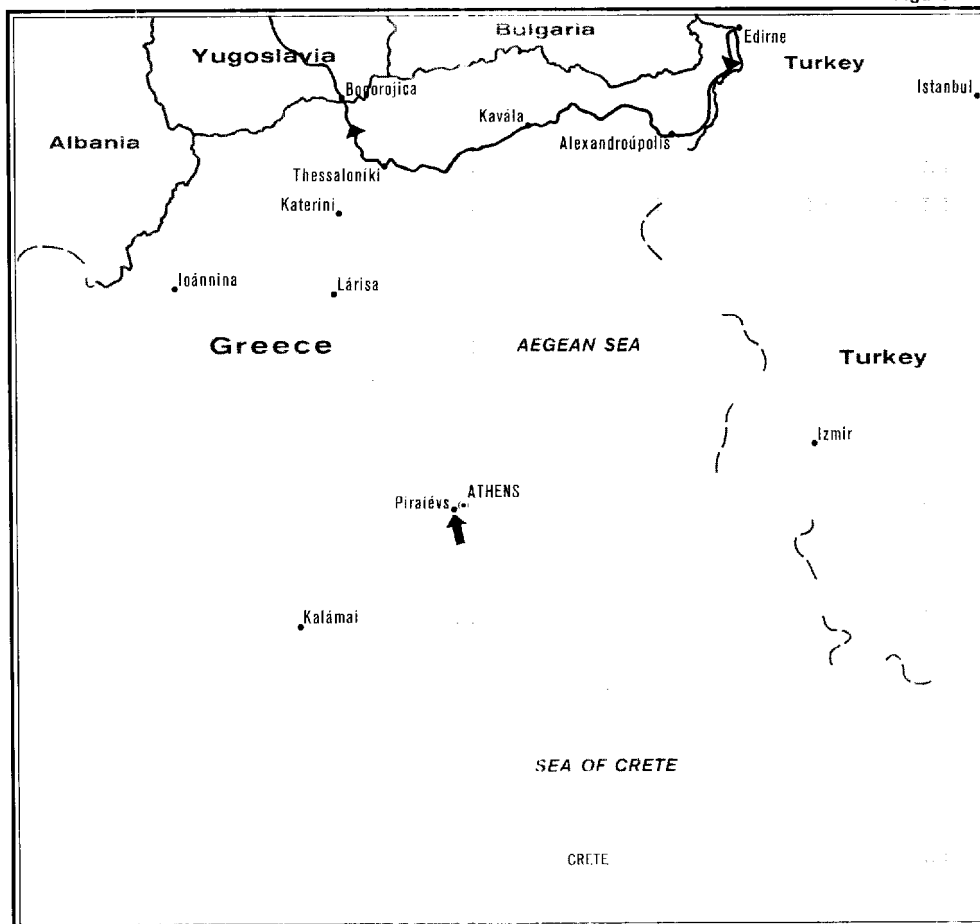 Bulgaria
Edirne
Yugoslavia
Turkey
Bogorojica
Istanbul
Kavála
Albania
Alexandroúpolis
Thessaloníki
Katerini
Ioánnina
Lárisa
Greece
AEGEAN SEA
Turkey
Izmir
ATHENS
Piraiévs
Kalámai
SEA OF CRETE
CRETE